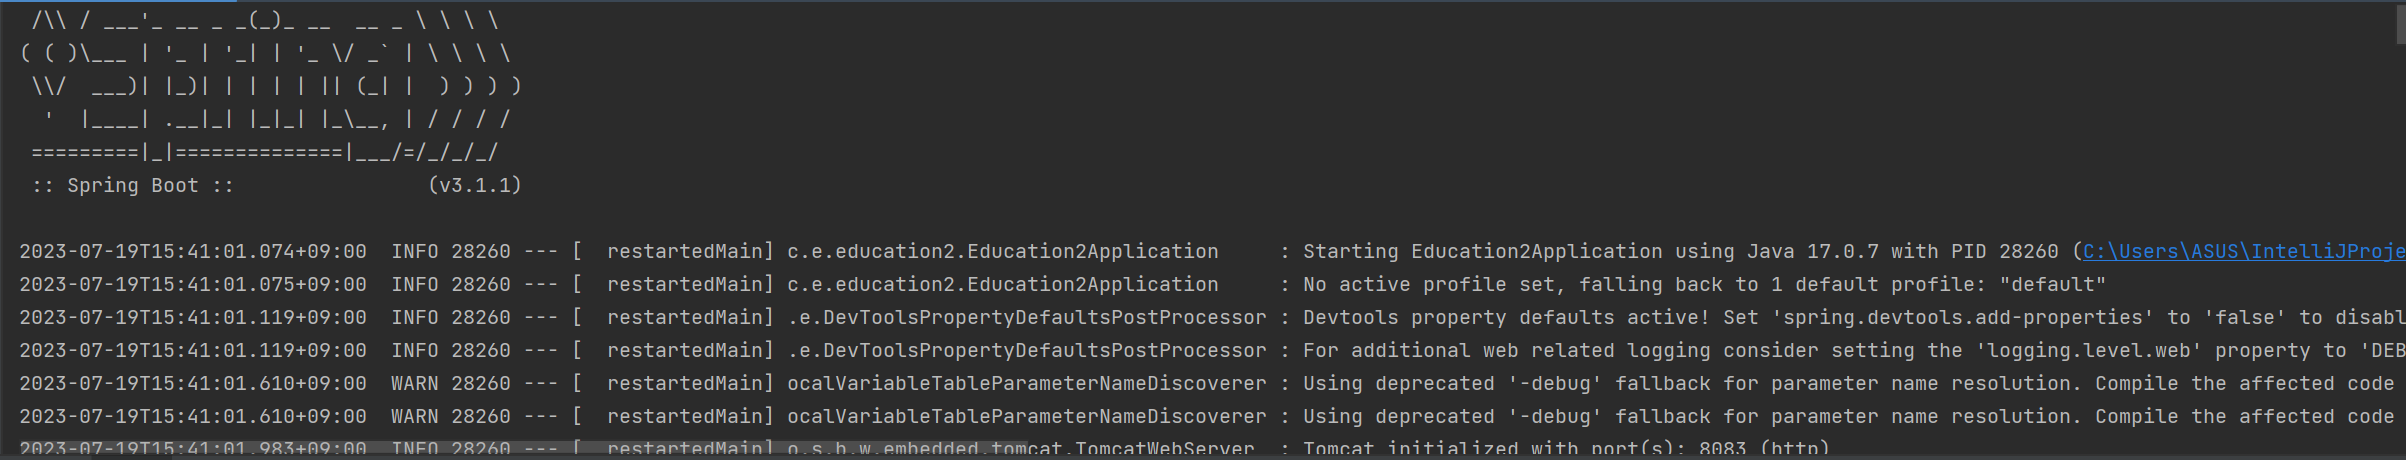 /\\ / ___'_ __ _ _(_)_ __  __ _ \ \ \ \
( ( )\___ | '_ | '_| | '_ \/ _` | \ \ \ \
 \\/  ___)| |_)| | | | | || (_| |  ) ) ) )
  '  |____| .__|_| |_|_| |_\__, | / / / /
 =========|_|==============|___/=/_/_/_/
 :: Spring Boot ::                (v3.1.1)
2023-07-19T15:41:01.074+09:00  INFO 28260 --- [  restartedMain] c.e.education2.Education2Application     : Starting Education2Application using Java 17.0.7 with PID 28260 (C:\Users\ASUS\IntelliJProje
2023-07-19T15:41:01.075+09:00  INFO 28260 --- [  restartedMain] c.e.education2.Education2Application     : No active profile set, falling back to 1 default profile: "default"
2023-07-19T15:41:01.119+09:00  INFO 28260 --- [  restartedMain] .e.DevToolsPropertyDefaultsPostProcessor : Devtools property defaults active! Set 'spring.devtools.add-properties' to 'false' to disabl
2023-07-19T15:41:01.119+09:00  INFO 28260 --- [  restartedMain] .e.DevToolsPropertyDefaultsPostProcessor : For additional web related logging consider setting the 'logging.level.web' property to 'DEB
2023-07-19T15:41:01.610+09:00  WARN 28260 --- [  restartedMain] ocalVariableTableParameterNameDiscoverer : Using deprecated '-debug' fallback for parameter name resolution. Compile the affected code
2023-07-19T15:41:01.610+09:00  WARN 28260 --- [  restartedMain] ocalVariableTableParameterNameDiscoverer : Using deprecated '-debug' fallback for parameter name resolution. Compile the affected code
2023-07-19T15:41:01.983+09:00  INFO 28260 --- [  restartedMain] o.s.b.w.embedded.tomcat.TomcatWebServer  : Tomcat initialized with port(s): 8083 (http)